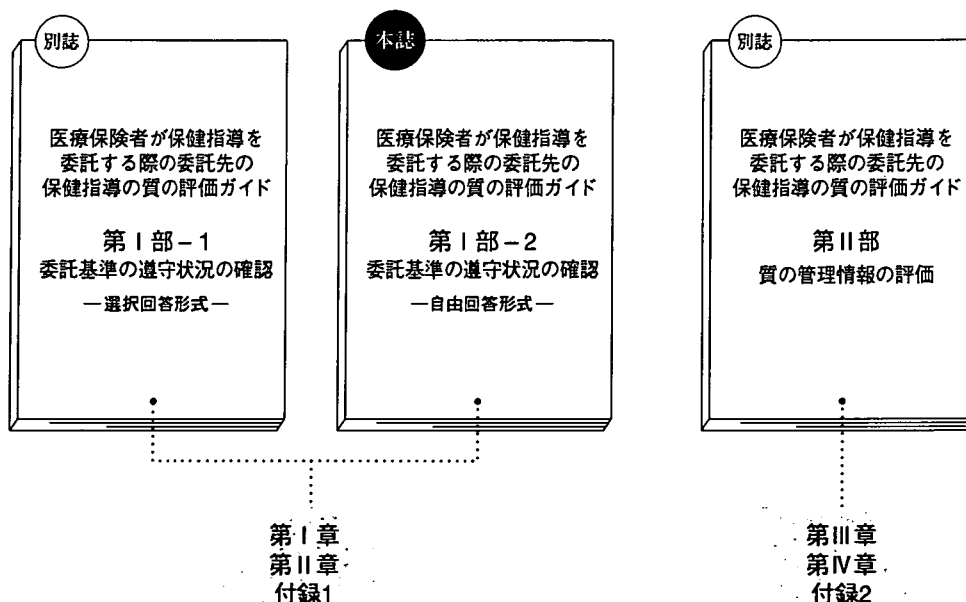 別誌
医療保険者が保健指導を
委託する際の委託先の
保健指導の質の評価ガイド
第Ⅰ部－1
委託基準の遵守状況の確認
―選択回答形式―
本誌
医療保険者が保健指導を
委託する際の委託先の
保健指導の質の評価ガイド
第Ⅰ部－2
委託基準の遵守状況の確認
―自由回答形式―
別誌
医療保険者が保健指導を
委託する際の委託先の
保健指導の質の評価ガイド
第Ⅱ部
質の管理情報の評価
第Ⅰ章
第Ⅱ章
付録1
第Ⅲ章
第Ⅳ章
付録2